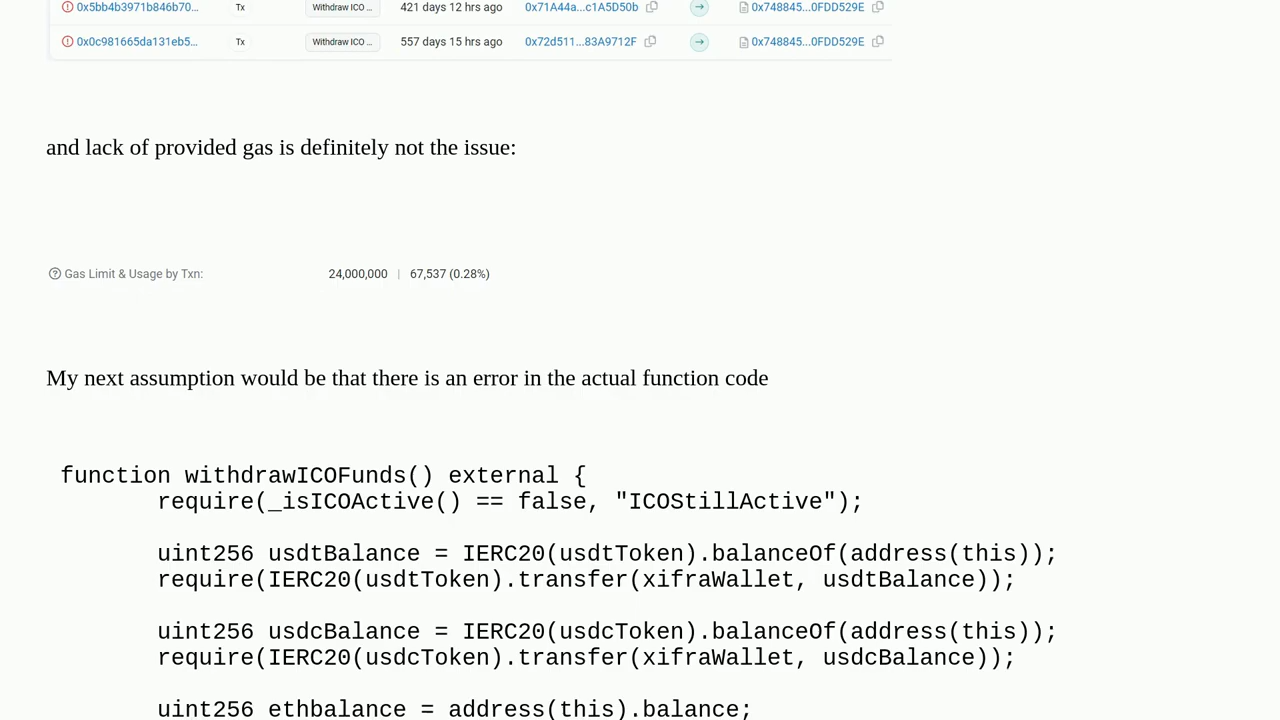 0x5bb4b3971b846b70... Tx Withdraw ICO ... 421 days 12 hrs ago 0x71A44a...c1A5D50b 0x748845...0FDD529E
0x0c981665da131eb5... Tx Withdraw ICO ... 557 days 15 hrs ago 0x72d511...83A9712F 0x748845...0FDD529E
and lack of provided gas is definitely not the issue:
Gas Limit & Usage by Txn: 24,000,000 | 67,537 (0.28%)
My next assumption would be that there is an error in the actual function code
function withdrawICOFunds() external {
require(_isICOActive() == false, "ICOStillActive");
uint256 usdtBalance = IERC20(usdtToken).balanceOf(address(this));
require(IERC20(usdtToken).transfer(xifraWallet, usdtBalance));
uint256 usdcBalance = IERC20(usdcToken).balanceOf(address(this));
require(IERC20(usdcToken).transfer(xifraWallet, usdcBalance));
uint256 ethbalance = address(this).balance;